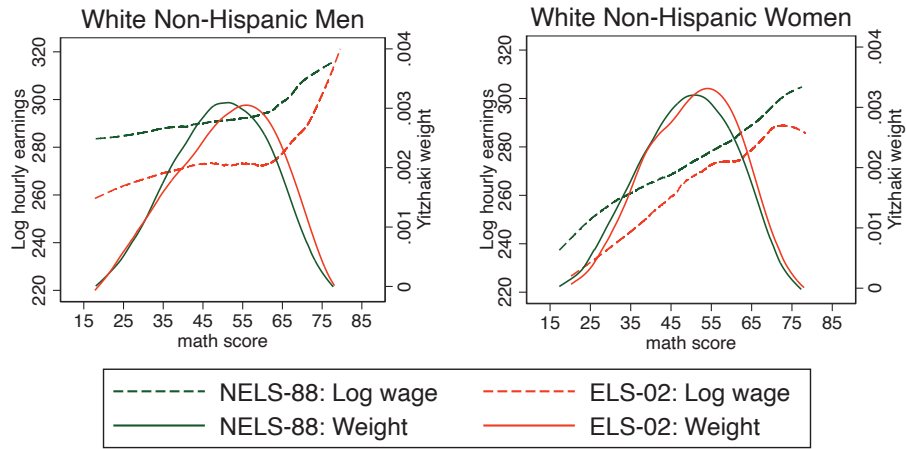 White Non-Hispanic Men
320
300
280
260
240
220
Log hourly earnings
.004
.003
.002
.001
0
Yitzhaki weight
15 25 35 45 55 65 75 85
math score
White Non-Hispanic Women
320
300
280
260
240
220
Log hourly earnings
.004
.003
.002
.001
0
Yitzhaki weight
15 25 35 45 55 65 75 85
math score
NELS-88: Log wage ELS-02: Log wage
NELS-88: Weight ELS-02: Weight